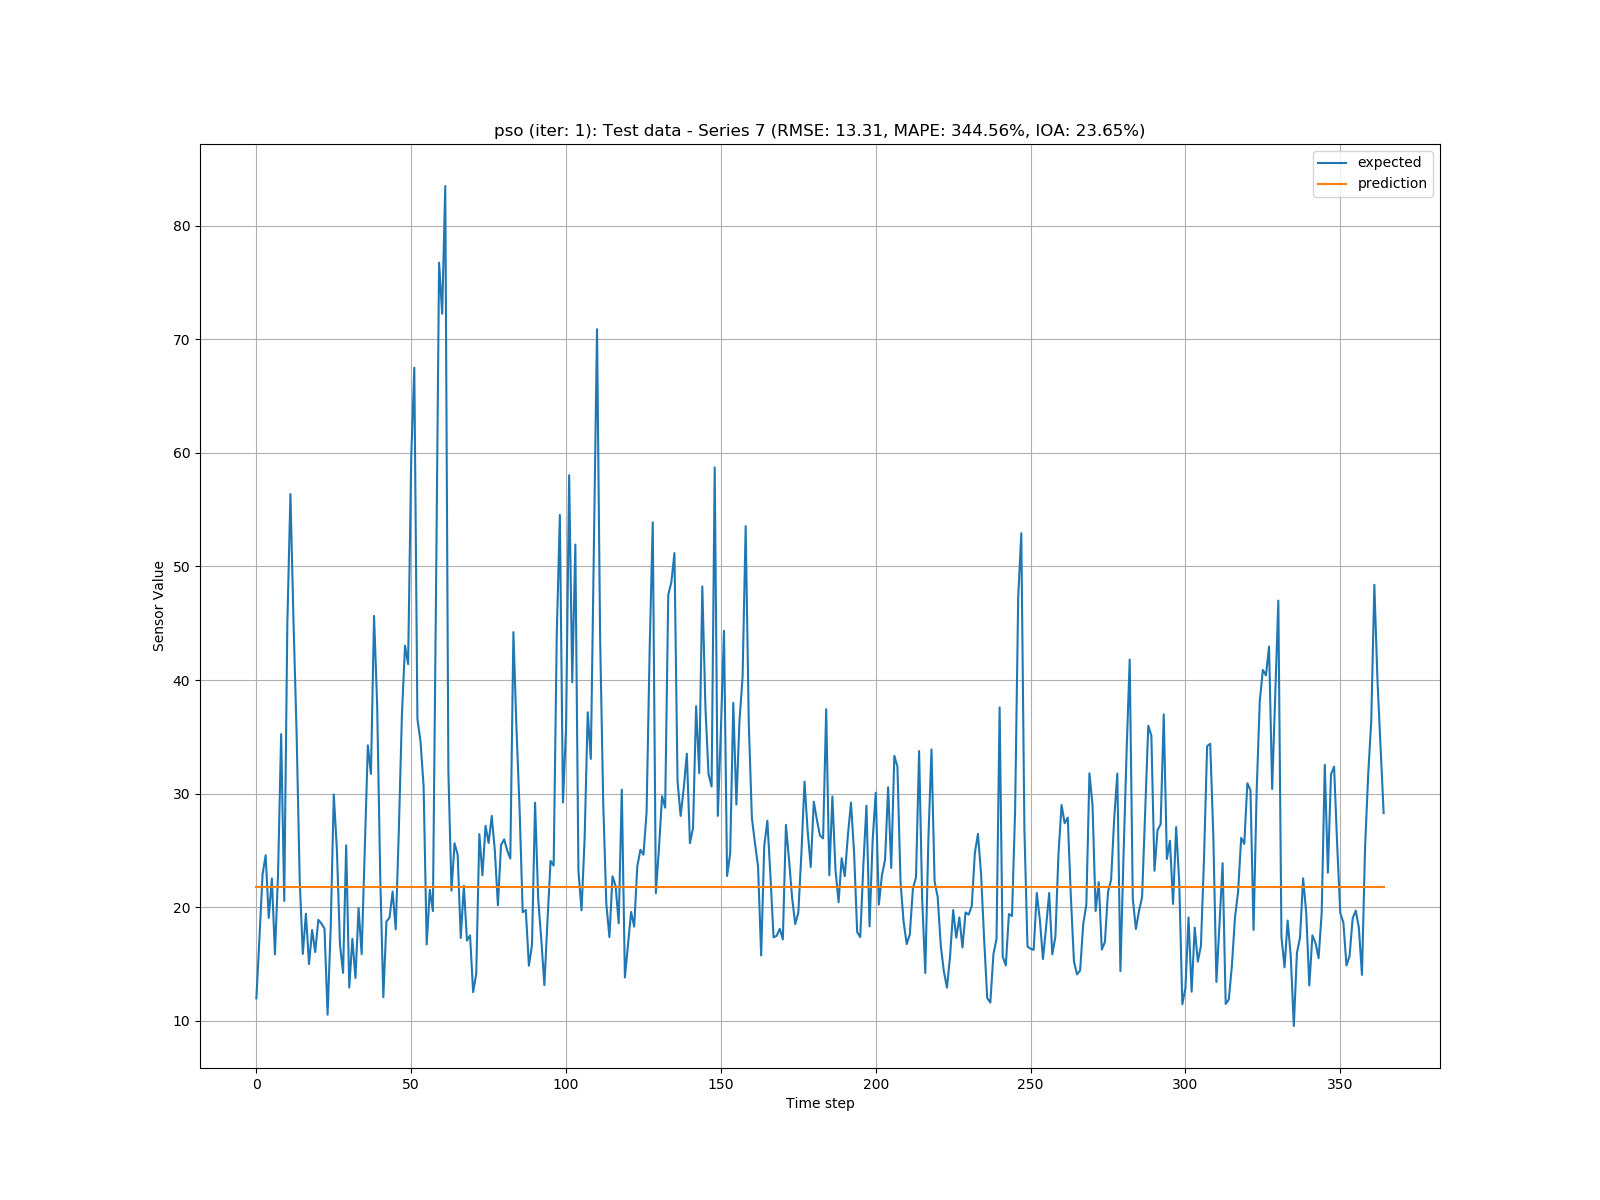 pso (iter: 1): Test data - Series 7 (RMSE: 13.31, MAPE: 344.56%, IOA: 23.65%)
expected
prediction
80
70
60
50
40
30
20
10
Sensor Value
0 50 100 150 200 250 300 350
Time step